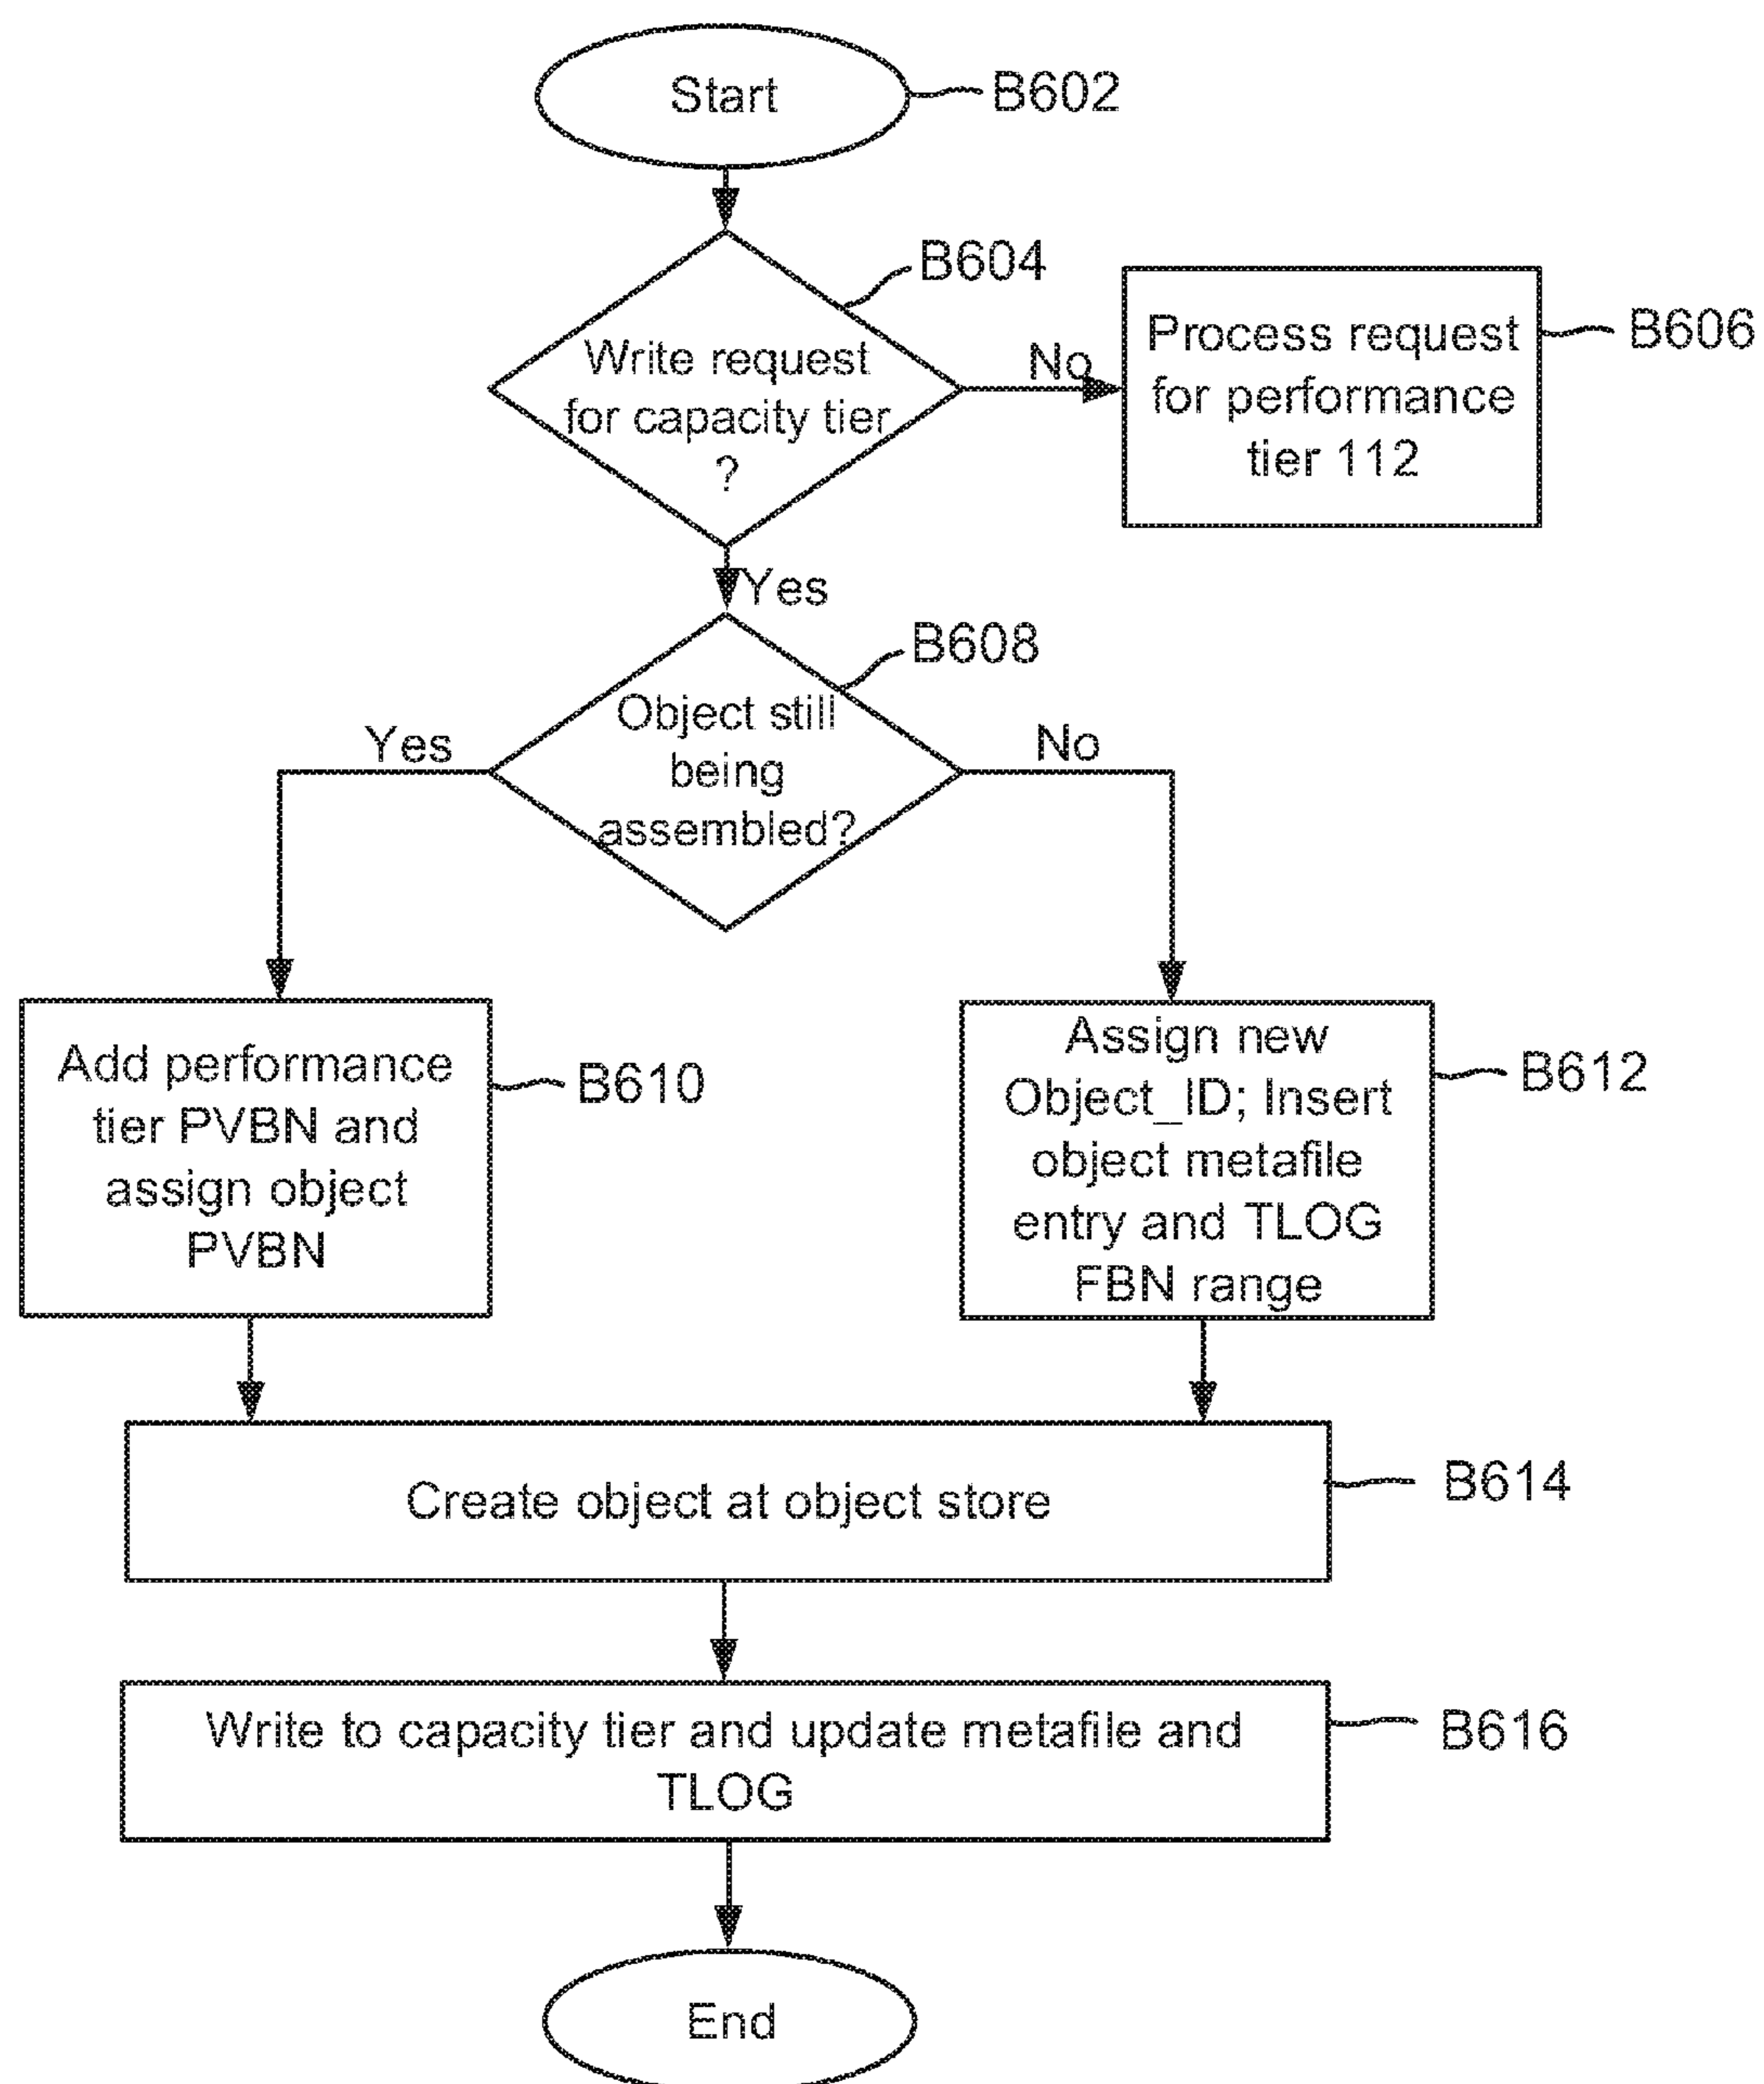 Start
B602
B604
Write request
for capacity tier
?
No
Process request
for performance
tier 112
B606
Yes
B608
Object still
being
assembled?
Yes
No
Add performance
tier PVBN and
assign object
PVBN
B610
Assign new
Object_ID; Insert
object metafile
entry and TLOG
FBN range
B612
Create object at object store
B614
Write to capacity tier and update metafile and
TLOG
B616
End